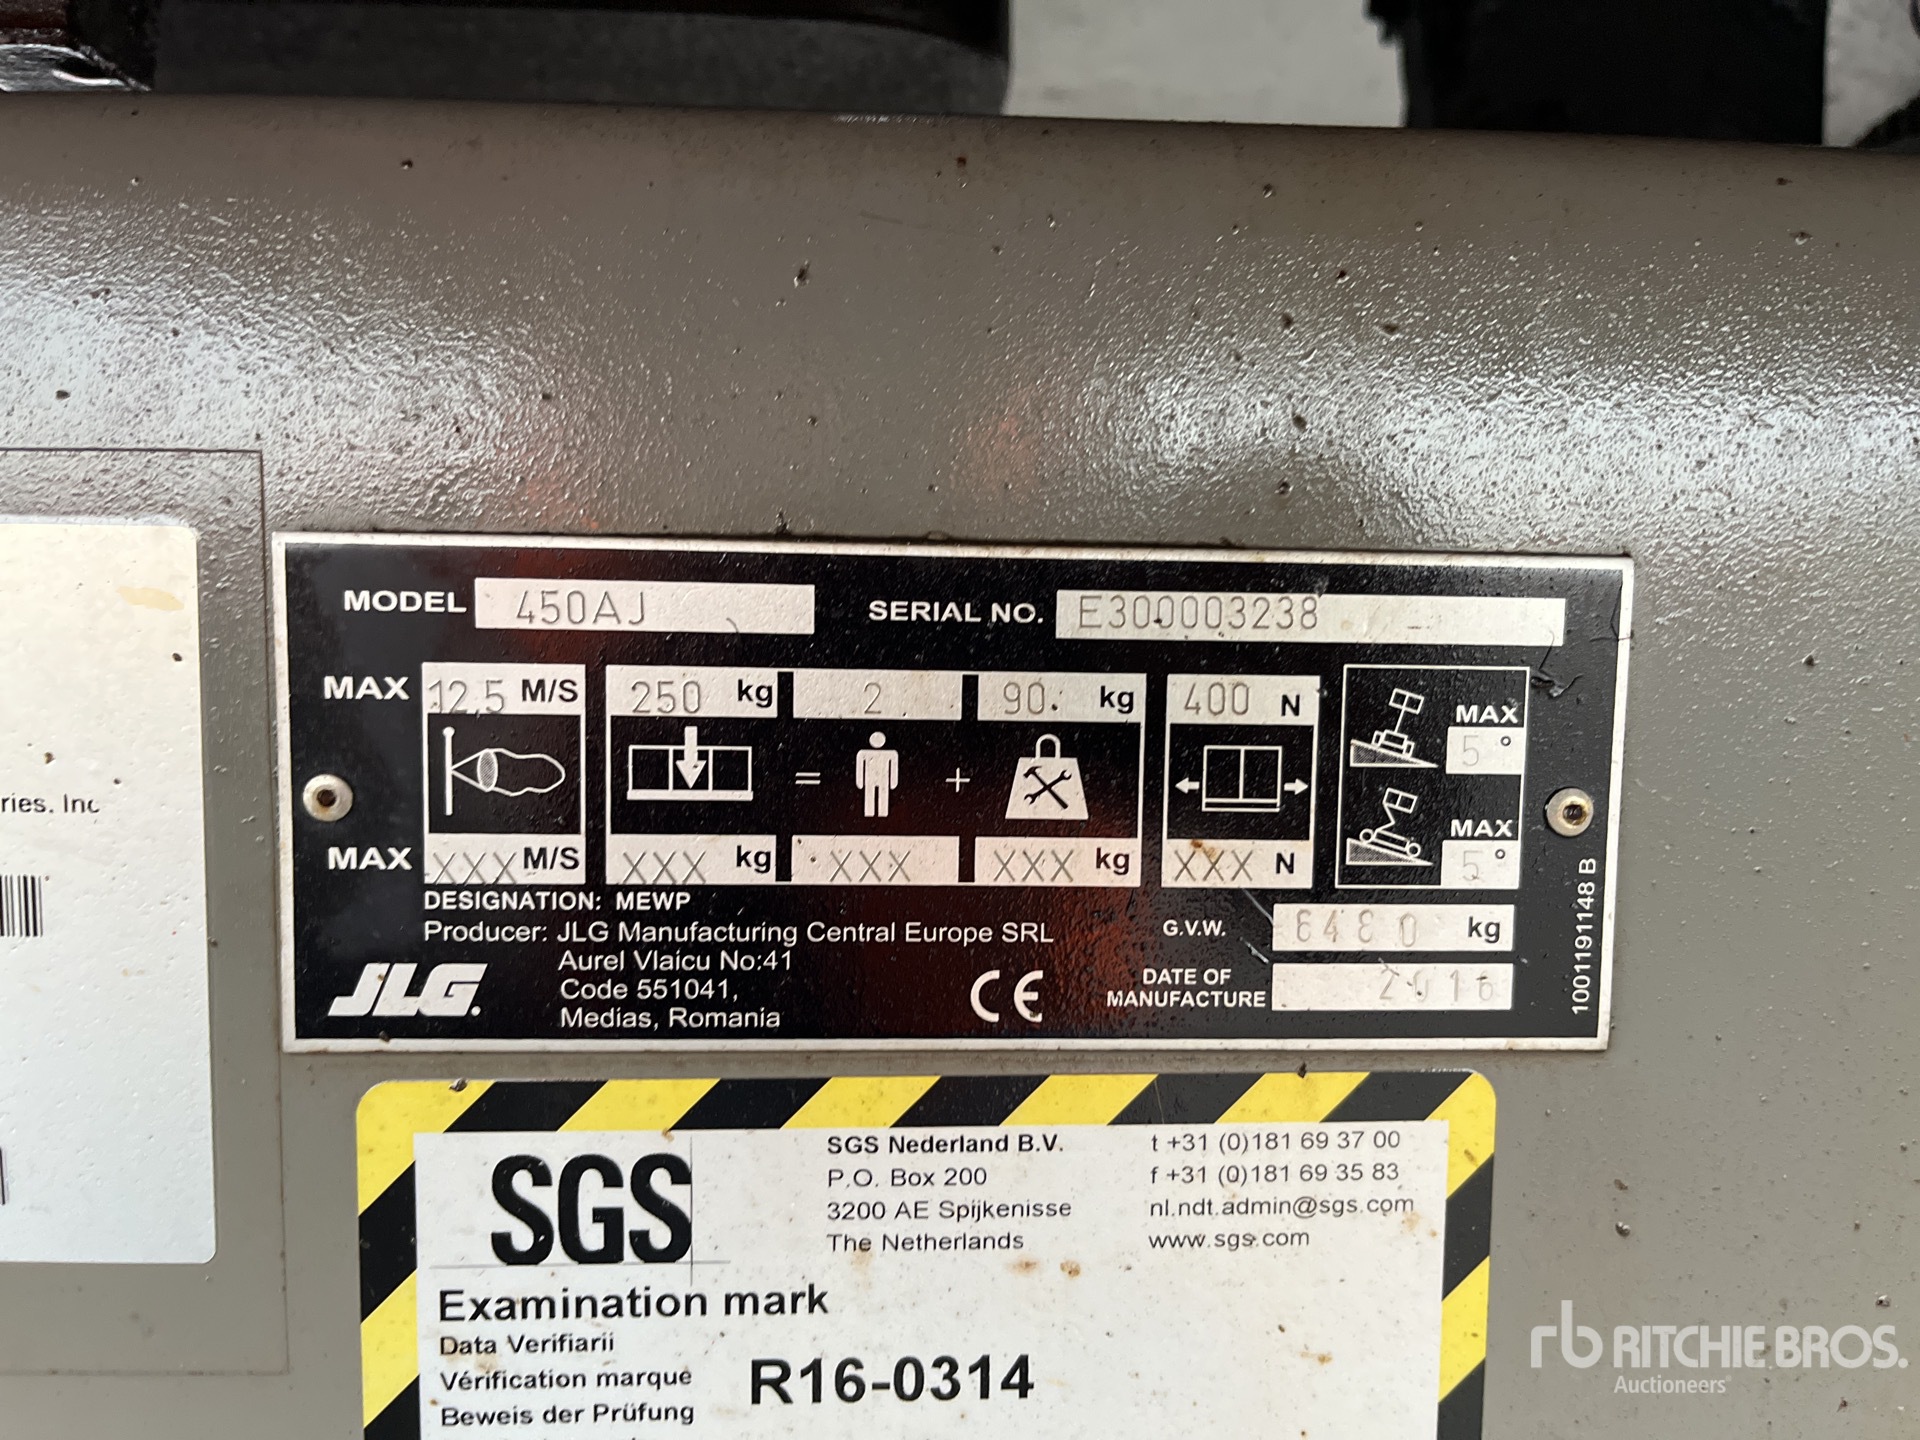 MODEL 450AJ SERIAL NO. E300003238
MAX 12,5 M/S 250 kg 2 90 kg 400 N
= +
MAX 5°
MAX 5°
MAX XXX M/S XXX kg XXX XXX kg XXX N
DESIGNATION: MEWP
Producer: JLG Manufacturing Central Europe SRL
Aurel Vlaicu No:41
Code 551041,
Medias, Romania
JLG.
CE
G.V.W. 6480 kg
DATE OF
MANUFACTURE 2016
1001191148 B
ries. Inc
SGS
SGS Nederland B.V.
P.O. Box 200
3200 AE Spijkenisse
The Netherlands
t +31 (0)181 69 37 00
f +31 (0)181 69 35 83
nl.ndt.admin@sgs.com
www.sgs.com
Examination mark
Data Verifiarii
Vérification marque
Beweis der Prüfung
R16-0314
rb RITCHIE BROS.
Auctioneers